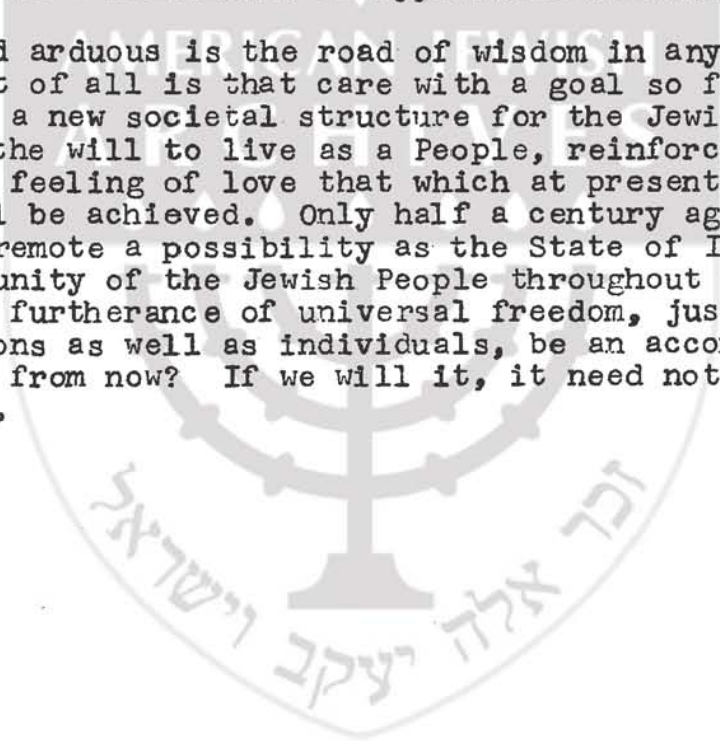 d arduous is the road of wisdom in any
t of all is that care with a goal so f
a new societal structure for the Jewi
the will to live as a People, reinforc
feeling of love that which at present
l be achieved. Only half a century ag
remote a possibility as the State of I
unity of the Jewish People throughout
furtherance of universal freedom, jus
ons as well as individuals, be an acco
from now? If we will it, it need not
AMERICAN JEWISH
ARCHIVES
זכר אלה יעקב וישראל